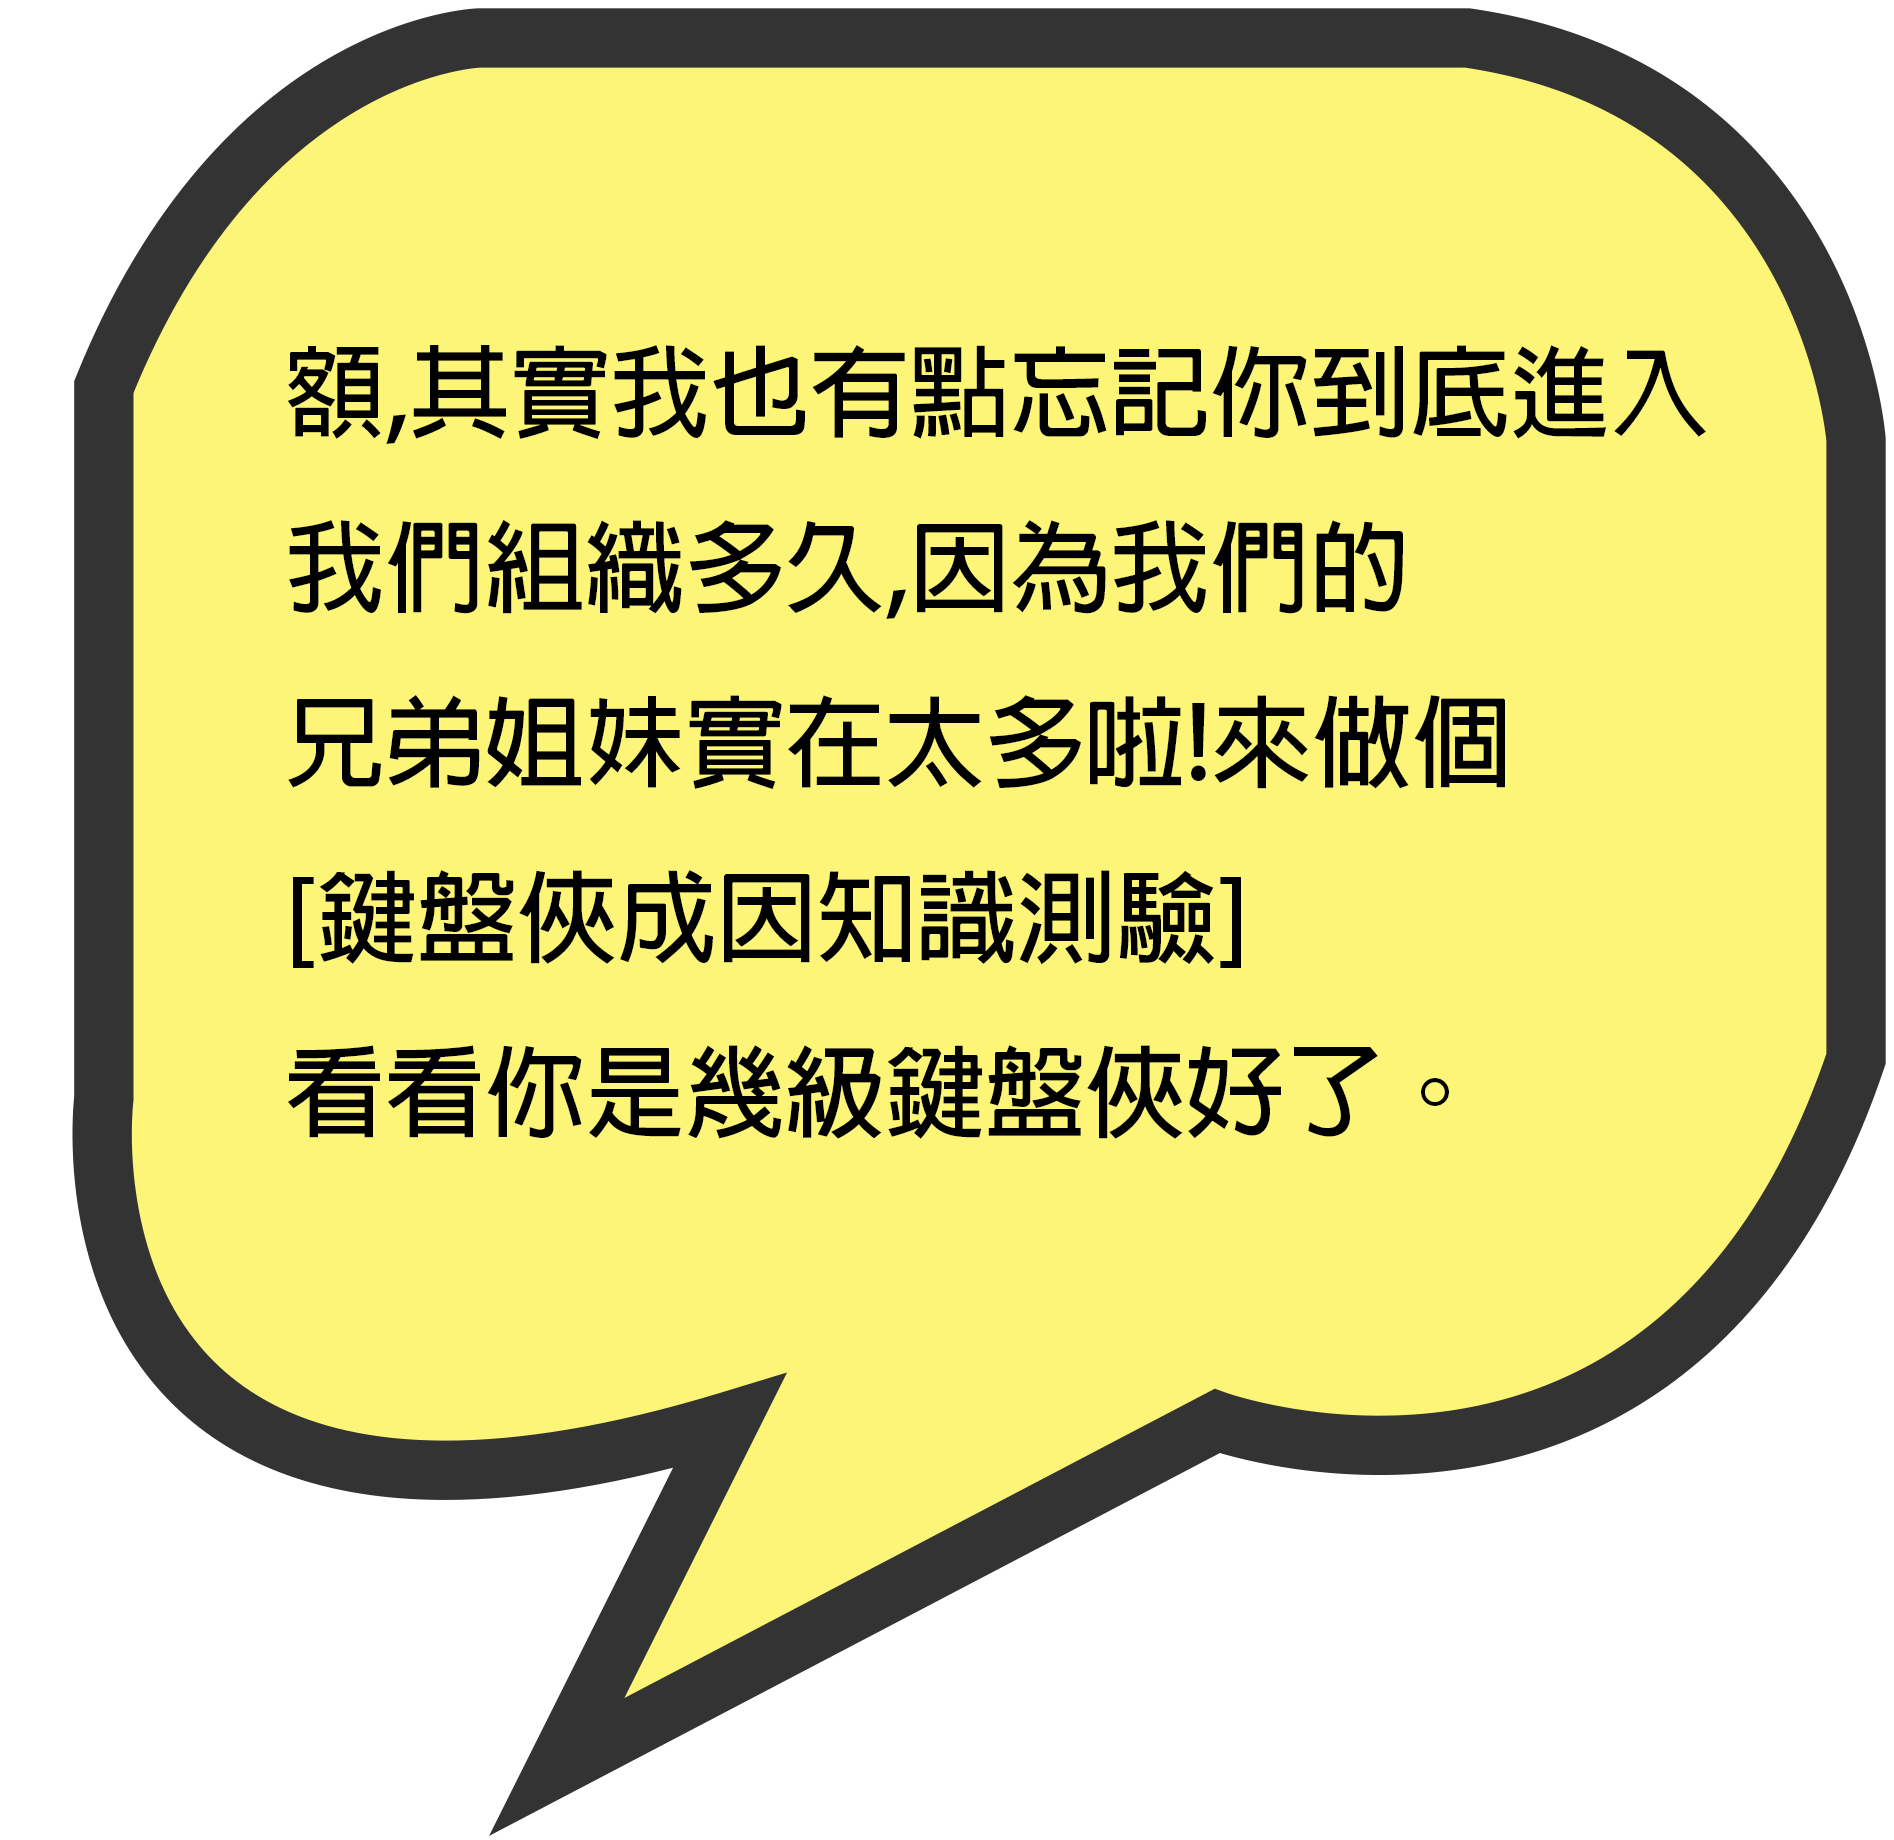 額,其實我也有點忘記你到底進入
我們組織多久,因為我們的
兄弟姐妹實在太多啦!來做個
[鍵盤俠成因知識測驗]
看看你是幾級鍵盤俠好了。